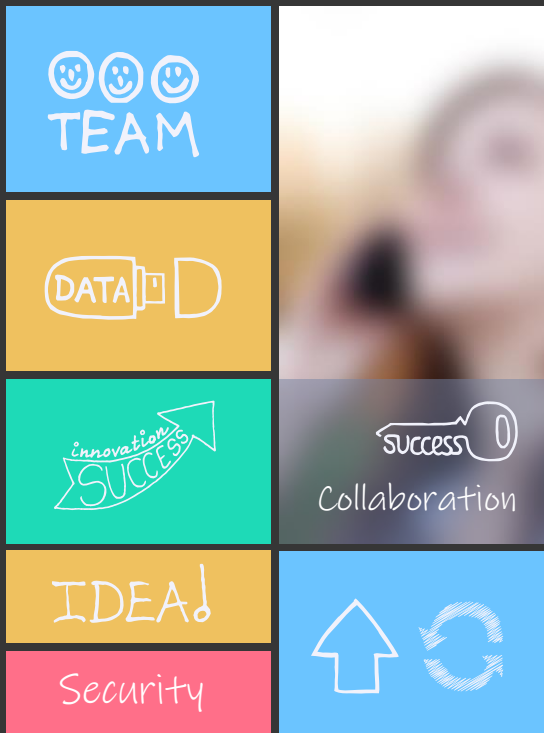 TEAM
DATA
innovation
SUCCESS
IDEA!
Security
success
Collaboration